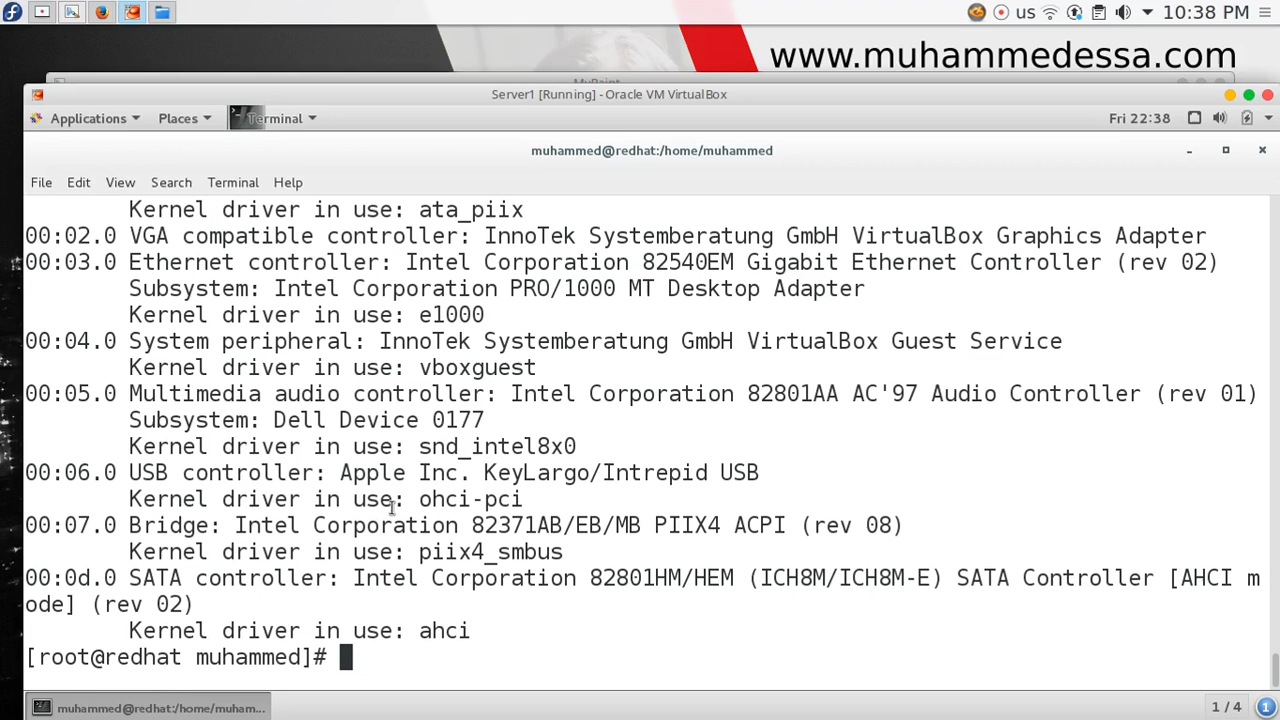 us 10:38 PM
www.muhammedessa.com
Server1 [Running] - Oracle VM VirtualBox
Applications Places Terminal Fri 22:38
muhammed@redhat:/home/muhammed
File Edit View Search Terminal Help
Kernel driver in use: ata_piix
00:02.0 VGA compatible controller: InnoTek Systemberatung GmbH VirtualBox Graphics Adapter
00:03.0 Ethernet controller: Intel Corporation 82540EM Gigabit Ethernet Controller (rev 02)
Subsystem: Intel Corporation PRO/1000 MT Desktop Adapter
Kernel driver in use: e1000
00:04.0 System peripheral: InnoTek Systemberatung GmbH VirtualBox Guest Service
Kernel driver in use: vboxguest
00:05.0 Multimedia audio controller: Intel Corporation 82801AA AC'97 Audio Controller (rev 01)
Subsystem: Dell Device 0177
Kernel driver in use: snd_intel8x0
00:06.0 USB controller: Apple Inc. KeyLargo/Intrepid USB
Kernel driver in use: ohci-pci
00:07.0 Bridge: Intel Corporation 82371AB/EB/MB PIIX4 ACPI (rev 08)
Kernel driver in use: piix4_smbus
00:0d.0 SATA controller: Intel Corporation 82801HM/HEM (ICH8M/ICH8M-E) SATA Controller [AHCI m
ode] (rev 02)
Kernel driver in use: ahci
[root@redhat muhammed]#
muhammed@redhat:/home/muham... 1 / 4 1